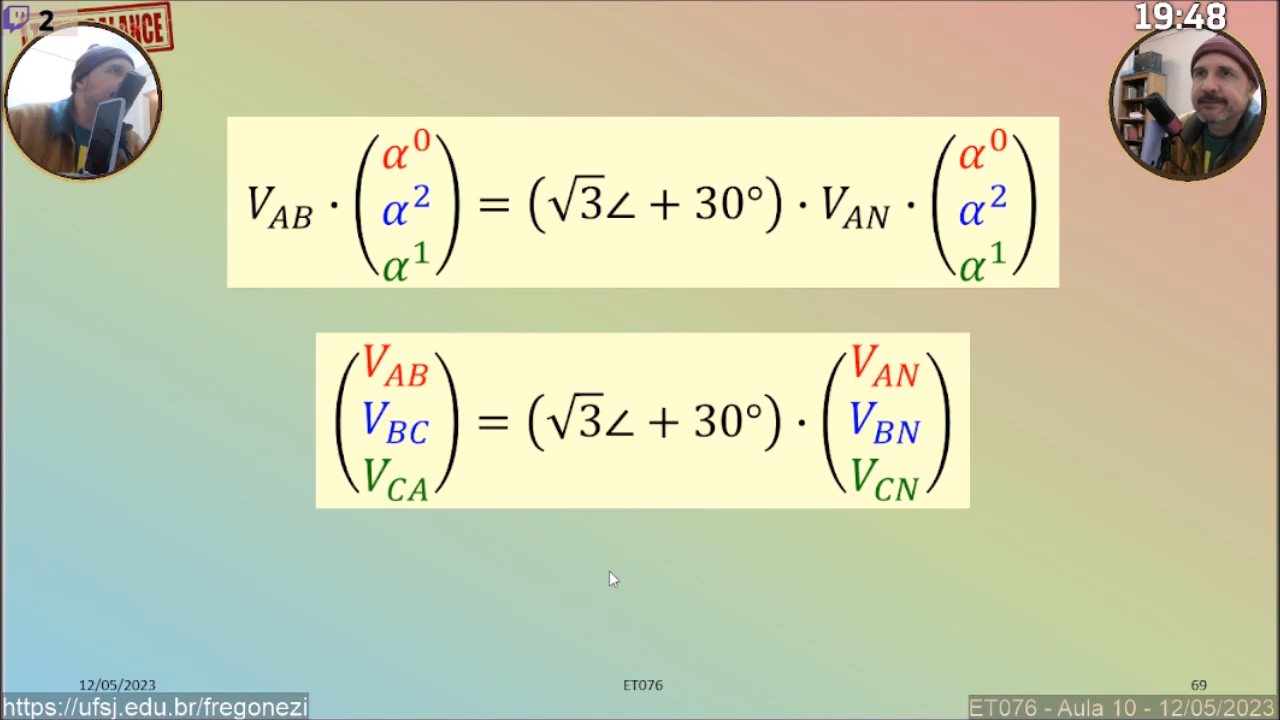 2
ANCE
19:48
V_AB · (α^0 α^2 α^1) = (√3∠ + 30°) · V_AN · (α^0 α^2 α^1)
(V_AB V_BC V_CA) = (√3∠ + 30°) · (V_AN V_BN V_CN)
12/05/2023 ET076 69
https://ufsj.edu.br/fregonezi ET076 - Aula 10 - 12/05/2023